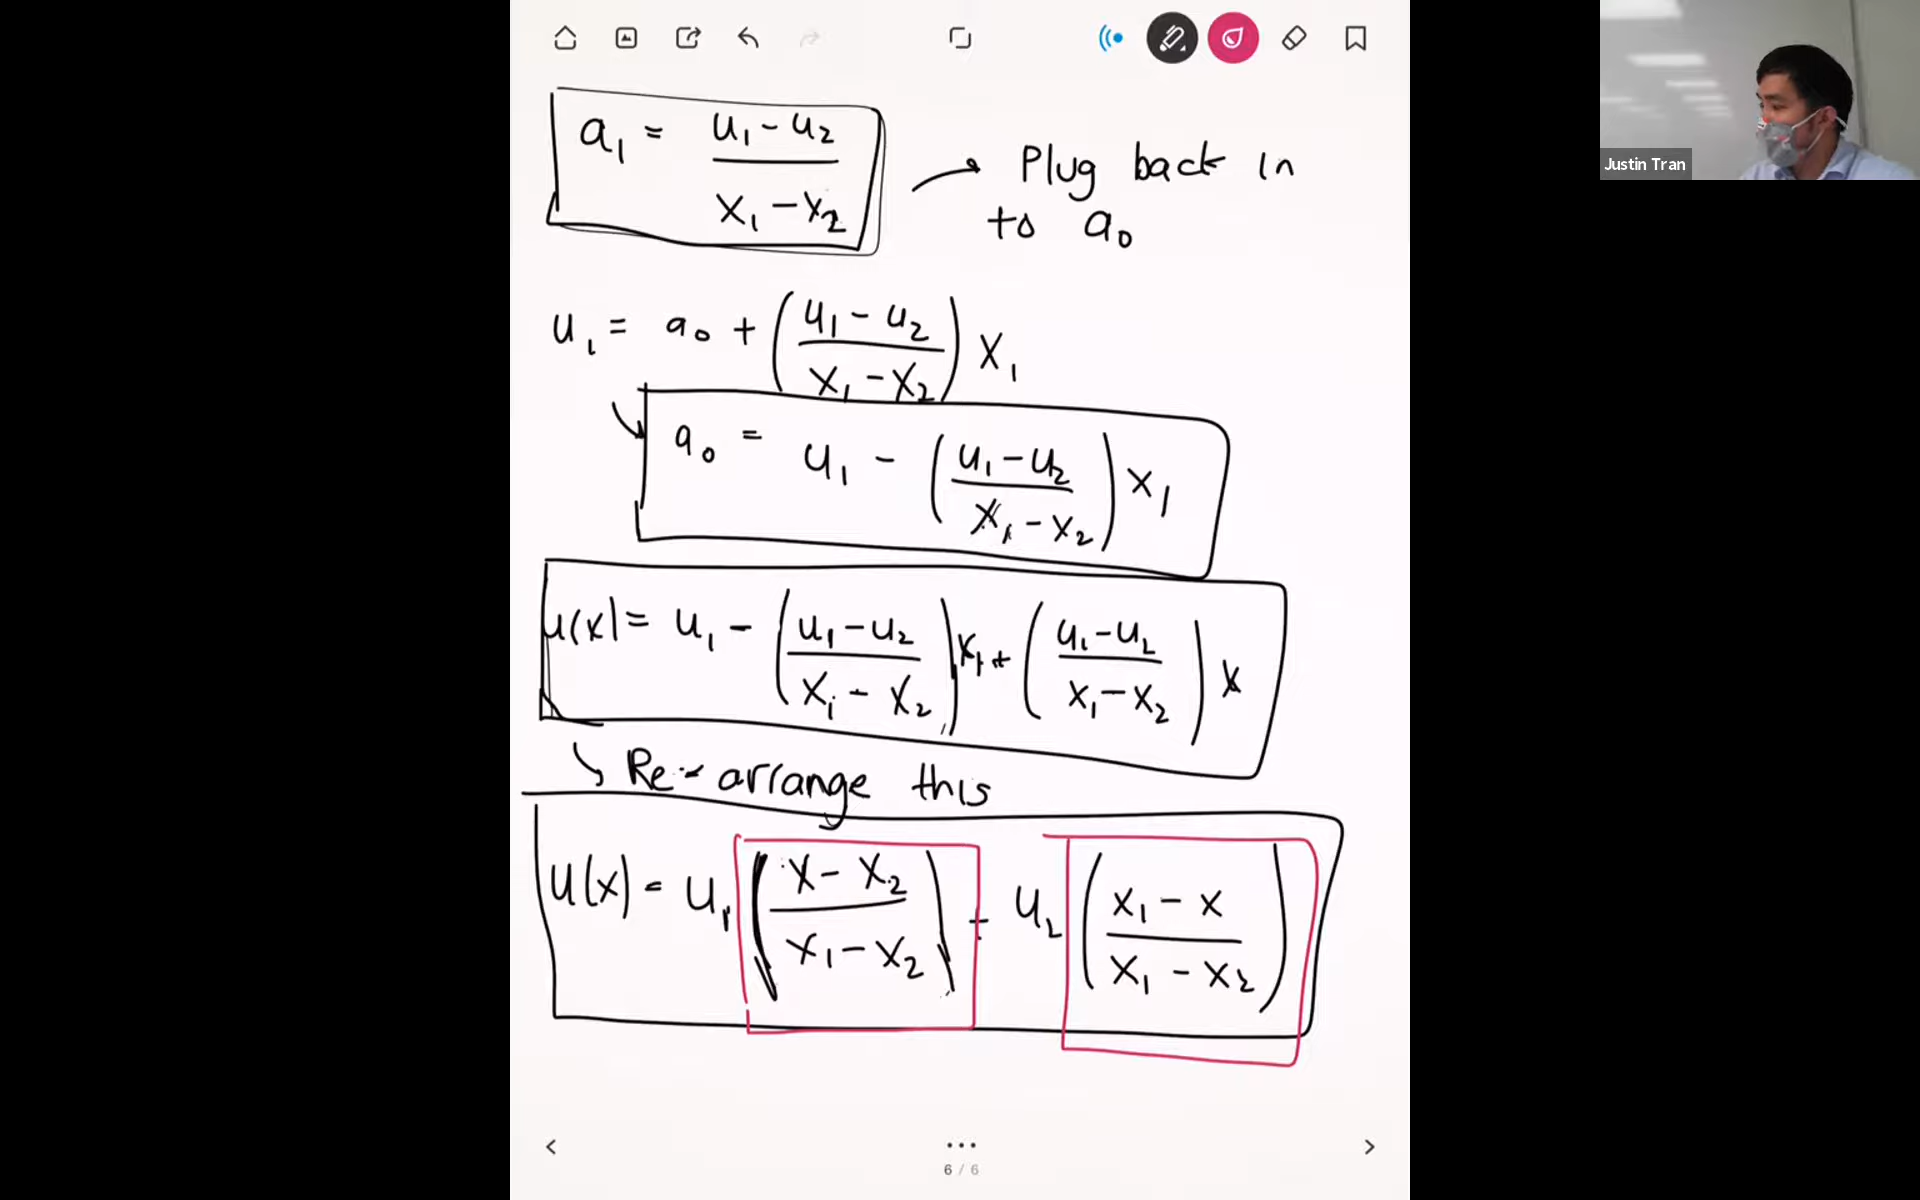 a₁ = (u₁ - u₂) / (x₁ - x₂) → Plug back in
to a₀
u₁ = a₀ + ((u₁ - u₂) / (x₁ - x₂)) x₁
a₀ = u₁ - ((u₁ - u₂) / (x₁ - x₂)) x₁
u(x) = u₁ - ((u₁ - u₂) / (x₁ - x₂)) x₁ + ((u₁ - u₂) / (x₁ - x₂)) x
↘ Re-arrange this
u(x) = u₁ ((x - x₂) / (x₁ - x₂)) + u₂ ((x₁ - x) / (x₁ - x₂))
6 / 6
Justin Tran